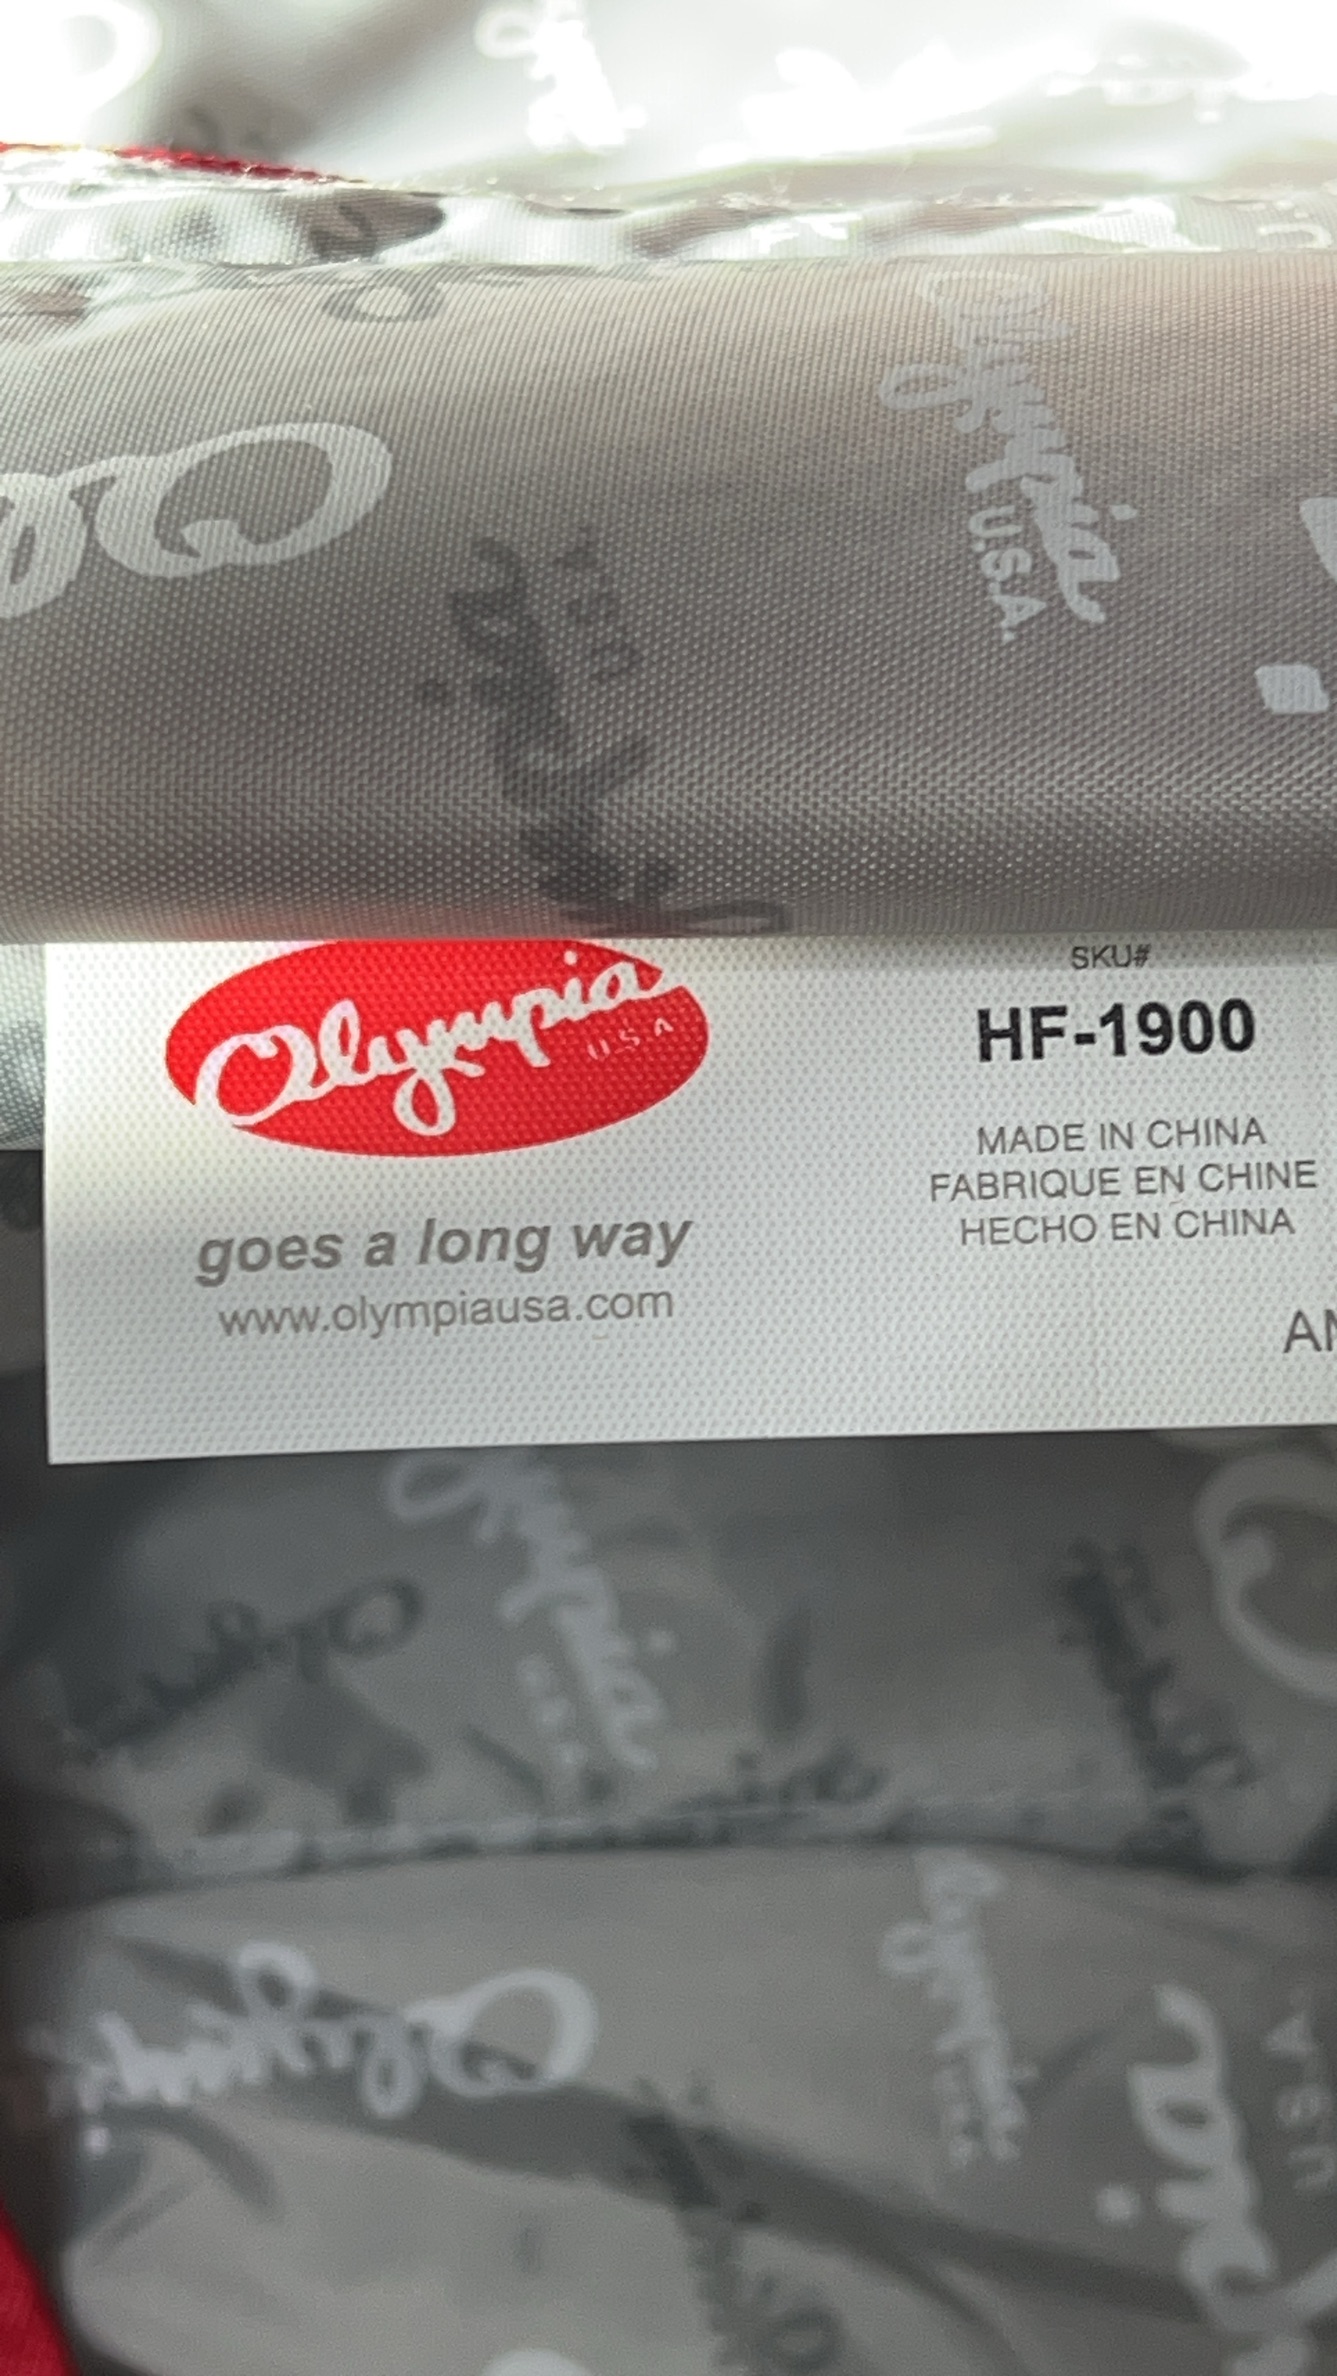 Olympia
U.S.A.
Olympia
U.S.A
goes a long way
www.olympiausa.com
SKU#
HF-1900
MADE IN CHINA
FABRIQUE EN CHINE
HECHO EN CHINA